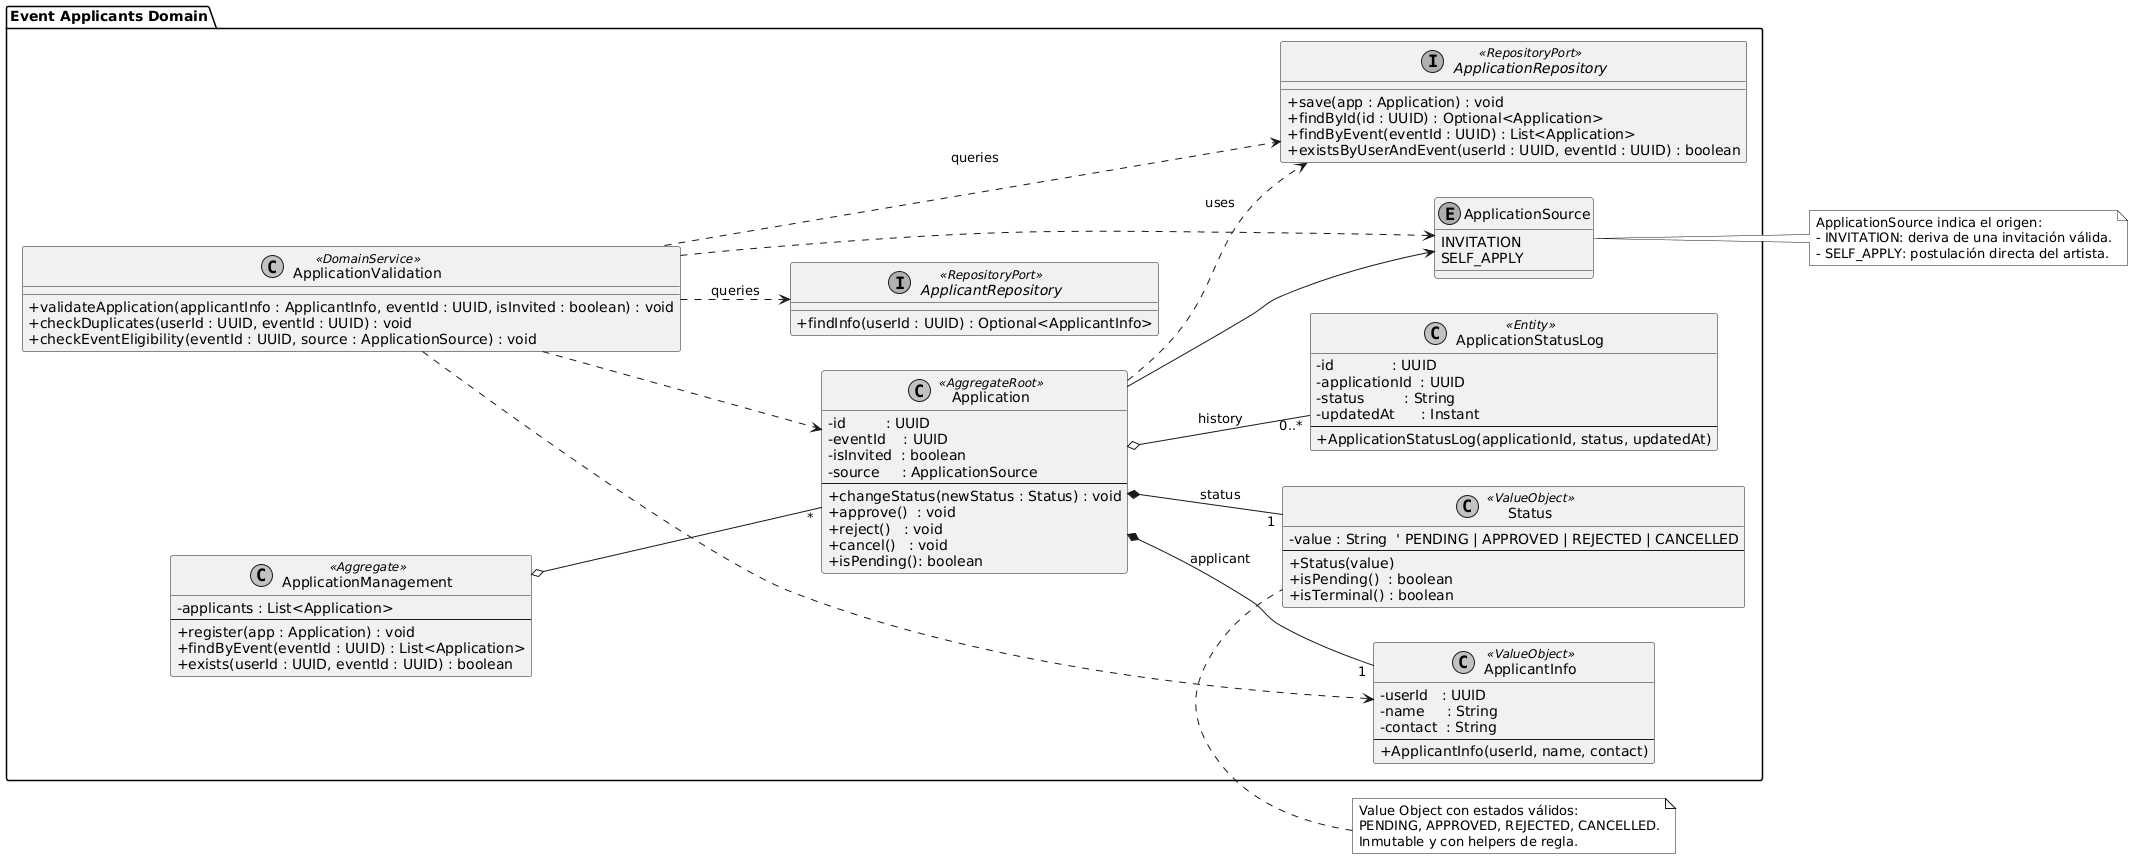 Event Applicants Domain
«RepositoryPort»
I ApplicationRepository
+save(app : Application) : void
+findById(id : UUID) : Optional<Application>
+findByEvent(eventId : UUID) : List<Application>
+existsByUserAndEvent(userId : UUID, eventId : UUID) : boolean
queries
uses
E ApplicationSource
INVITATION
SELF_APPLY
ApplicationSource indica el origen:
- INVITATION: deriva de una invitación válida.
- SELF_APPLY: postulación directa del artista.
«DomainService»
C ApplicationValidation
+validateApplication(applicantInfo : ApplicantInfo, eventId : UUID, isInvited : boolean) : void
+checkDuplicates(userId : UUID, eventId : UUID) : void
+checkEventEligibility(eventId : UUID, source : ApplicationSource) : void
queries
«RepositoryPort»
I ApplicantRepository
+findInfo(userId : UUID) : Optional<ApplicantInfo>
«Entity»
C ApplicationStatusLog
-id : UUID
-applicationId : UUID
-status : String
-updatedAt : Instant
+ApplicationStatusLog(applicationId, status, updatedAt)
«AggregateRoot»
C Application
-id : UUID
-eventId : UUID
-isInvited : boolean
-source : ApplicationSource
+changeStatus(newStatus : Status) : void
+approve() : void
+reject() : void
+cancel() : void
+isPending(): boolean
history
0..*
status
1
applicant
1
*
«ValueObject»
C Status
-value : String ' PENDING | APPROVED | REJECTED | CANCELLED
+Status(value)
+isPending() : boolean
+isTerminal() : boolean
«Aggregate»
C ApplicationManagement
-applicants : List<Application>
+register(app : Application) : void
+findByEvent(eventId : UUID) : List<Application>
+exists(userId : UUID, eventId : UUID) : boolean
«ValueObject»
C ApplicantInfo
-userId : UUID
-name : String
-contact : String
+ApplicantInfo(userId, name, contact)
Value Object con estados válidos:
PENDING, APPROVED, REJECTED, CANCELLED.
Inmutable y con helpers de regla.